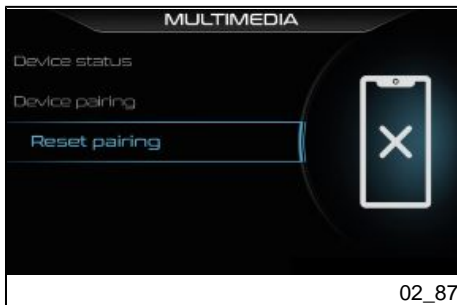 MULTIMEDIA
Device status
Device pairing
Reset pairing
02_87